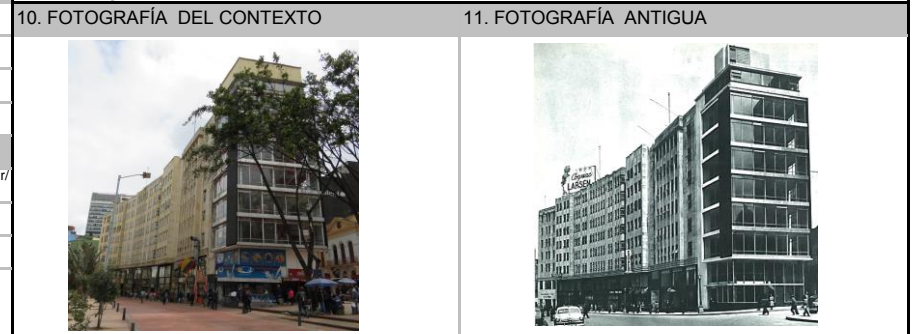 10. FOTOGRAFÍA DEL CONTEXTO
11. FOTOGRAFÍA ANTIGUA
r/
LARSEN